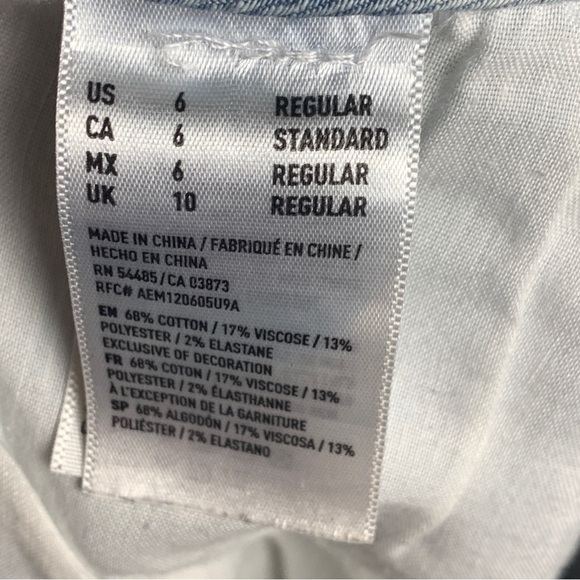 US 6 REGULAR
CA 6 STANDARD
MX 6 REGULAR
UK 10 REGULAR
MADE IN CHINA / FABRIQUÉ EN CHINE /
HECHO EN CHINA
RN 54485 / CA 03873
RFC# AEM120605U9A
EN 68% COTTON / 17% VISCOSE / 13%
POLYESTER / 2% ELASTANE
EXCLUSIVE OF DECORATION
FR 68% COTON / 17% VISCOSE / 13%
POLYESTER / 2% ÉLASTHANNE
À L'EXCEPTION DE LA GARNITURE
SP 68% ALGODÓN / 17% VISCOSA / 13%
POLIÉSTER / 2% ELASTANO